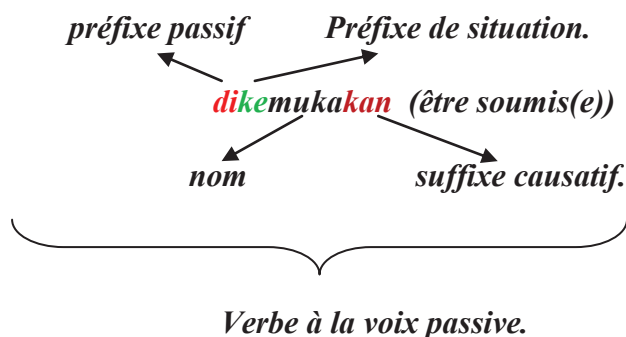 préfixe passif Préfixe de situation.
dikemukakan (être soumis(e))
nom suffixe causatif.
Verbe à la voix passive.